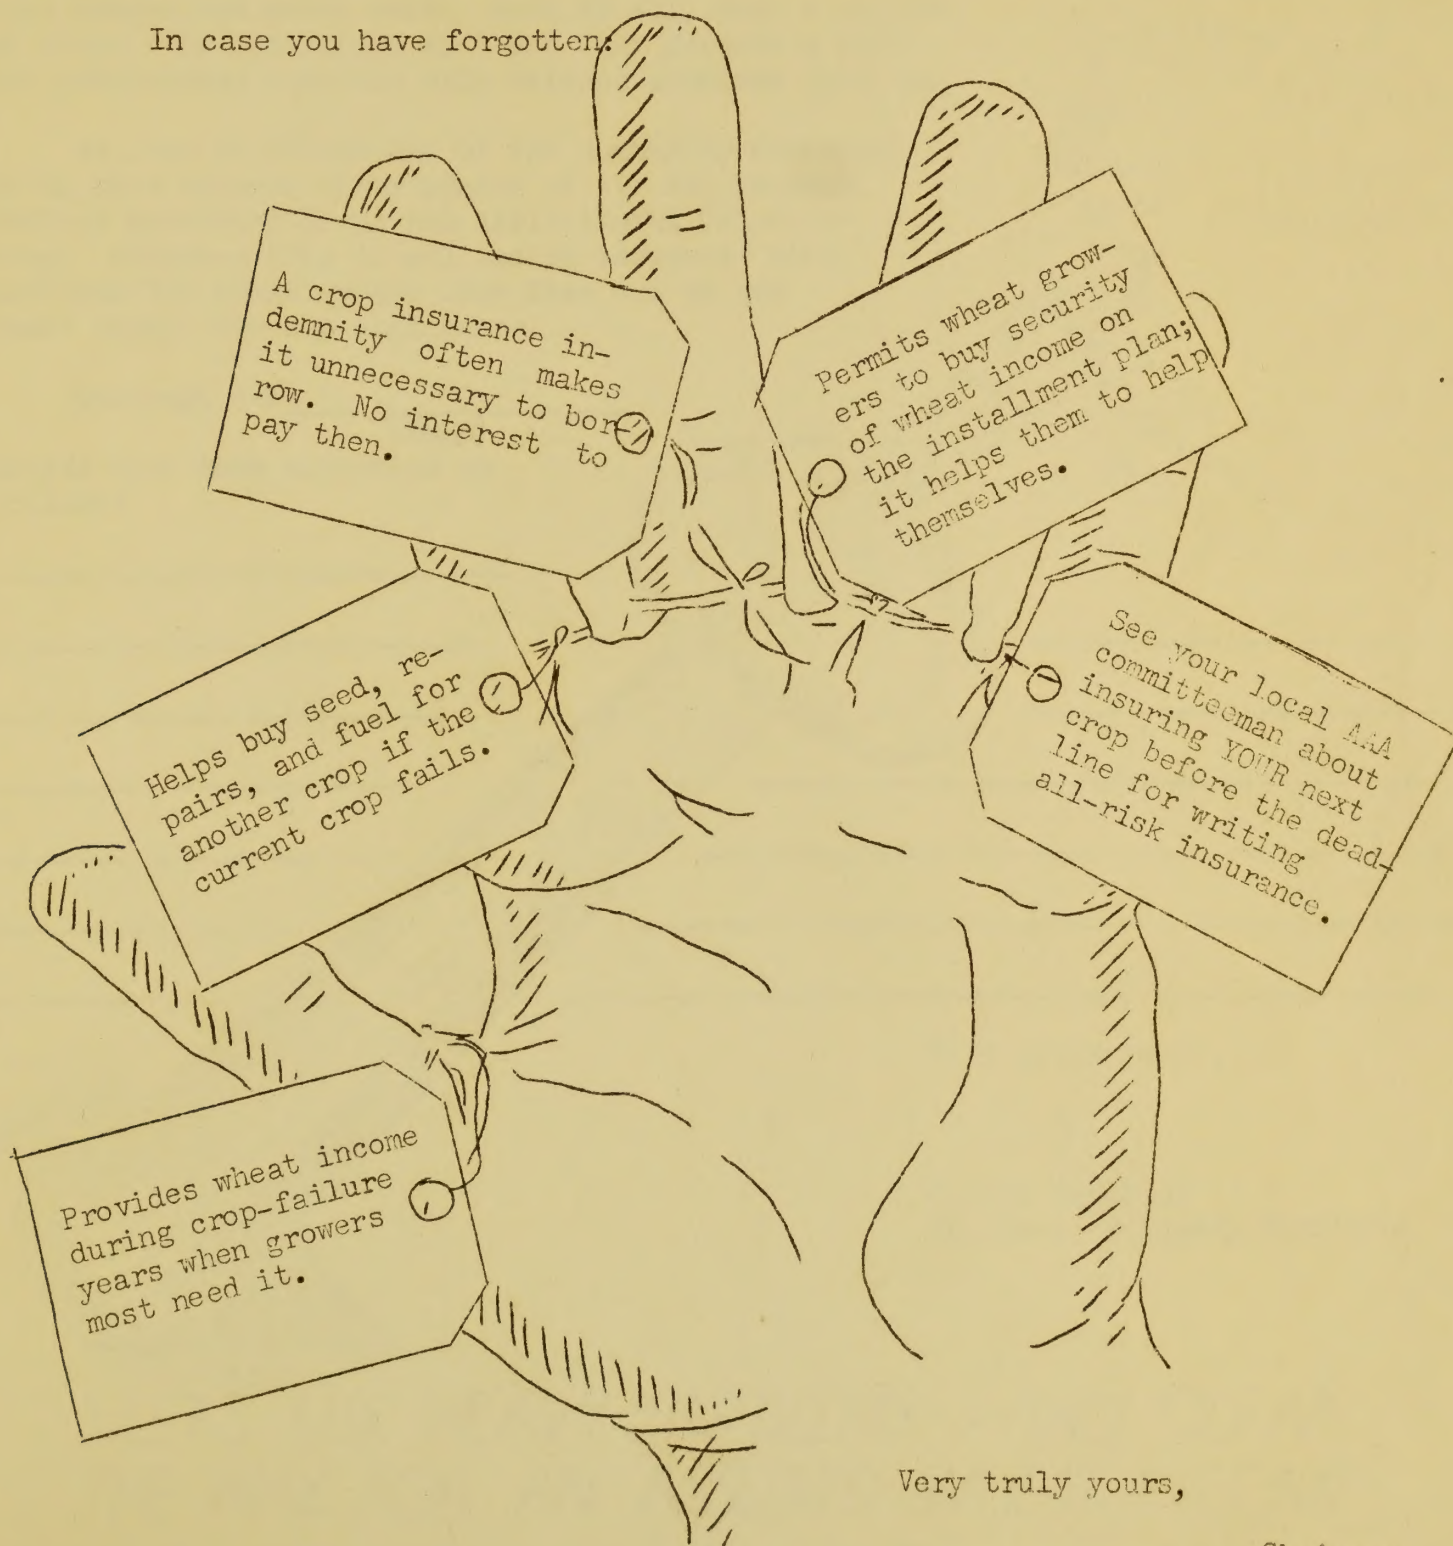 In case you have forgotten:
A crop insurance in-
demnity often makes
it unnecessary to bor-
row. No interest to
pay then.
Permits wheat grow-
ers to buy security
of wheat income on
the installment plan;
it helps them to help
themselves.
Helps buy seed, re-
pairs, and fuel for
another crop if the
current crop fails.
See your local AAA
committeeman about
insuring YOUR next
crop before the dead-
line for writing
all-risk insurance.
Provides wheat income
during crop-failure
years when growers
most need it.
Very truly yours,